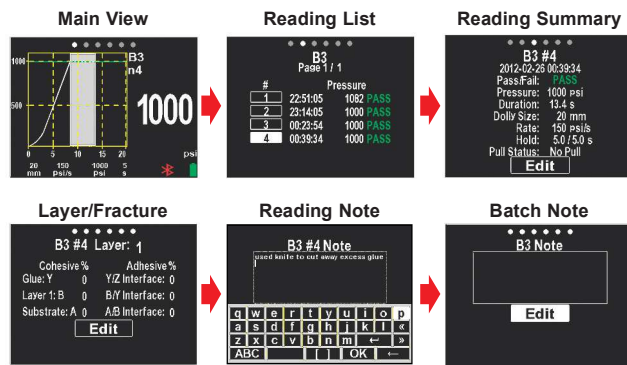 Main View
B3
n4
1000
1000
500
0 5 10 15 20
psi
20 150 1000 5
mm psi/s psi s
Reading List
B3
Page 1 / 1
# Pressure
1 22:51:05 1082 PASS
2 23:14:05 1000 PASS
3 00:23:54 1000 PASS
4 00:39:34 1000 PASS
Reading Summary
B3 #4
2012-02-26 00:39:34
Pass/Fail: PASS
Pressure: 1000 psi
Duration: 13.4 s
Dolly Size: 20 mm
Rate: 150 psi/s
Hold: 5.0 / 5.0 s
Pull Status: No Pull
Edit
Layer/Fracture
B3 #4 Layer: 1
Cohesive % Adhesive %
Glue: Y 0 Y/Z Interface: 0
Layer 1: B 0 B/Y Interface: 0
Substrate: A 0 A/B Interface: 0
Edit
Reading Note
B3 #4 Note
used knife to cut away excess glue
q w e r t y u i o p
a s d f g h j k l «
z x c v b n m ↵ »
ABC [ ] OK ←
Batch Note
B3 Note
Edit